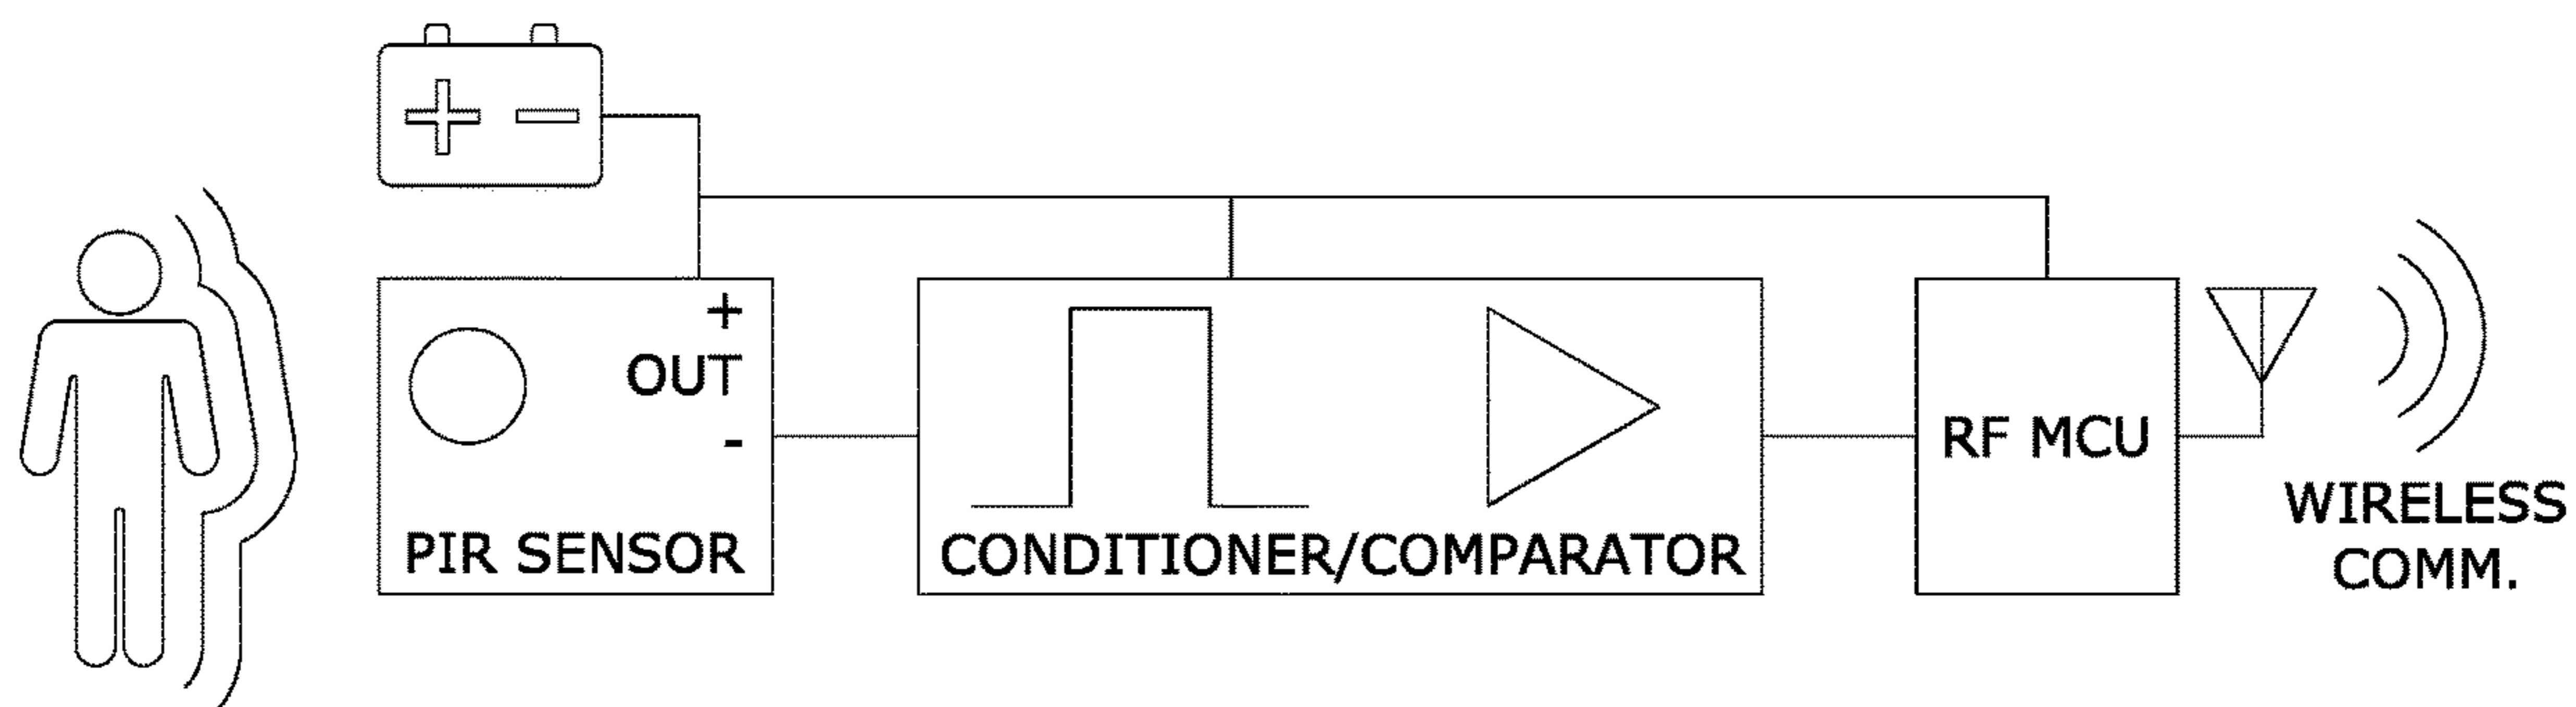 + -
+
OUT
-
PIR SENSOR
CONDITIONER/COMPARATOR
RF MCU
WIRELESS
COMM.